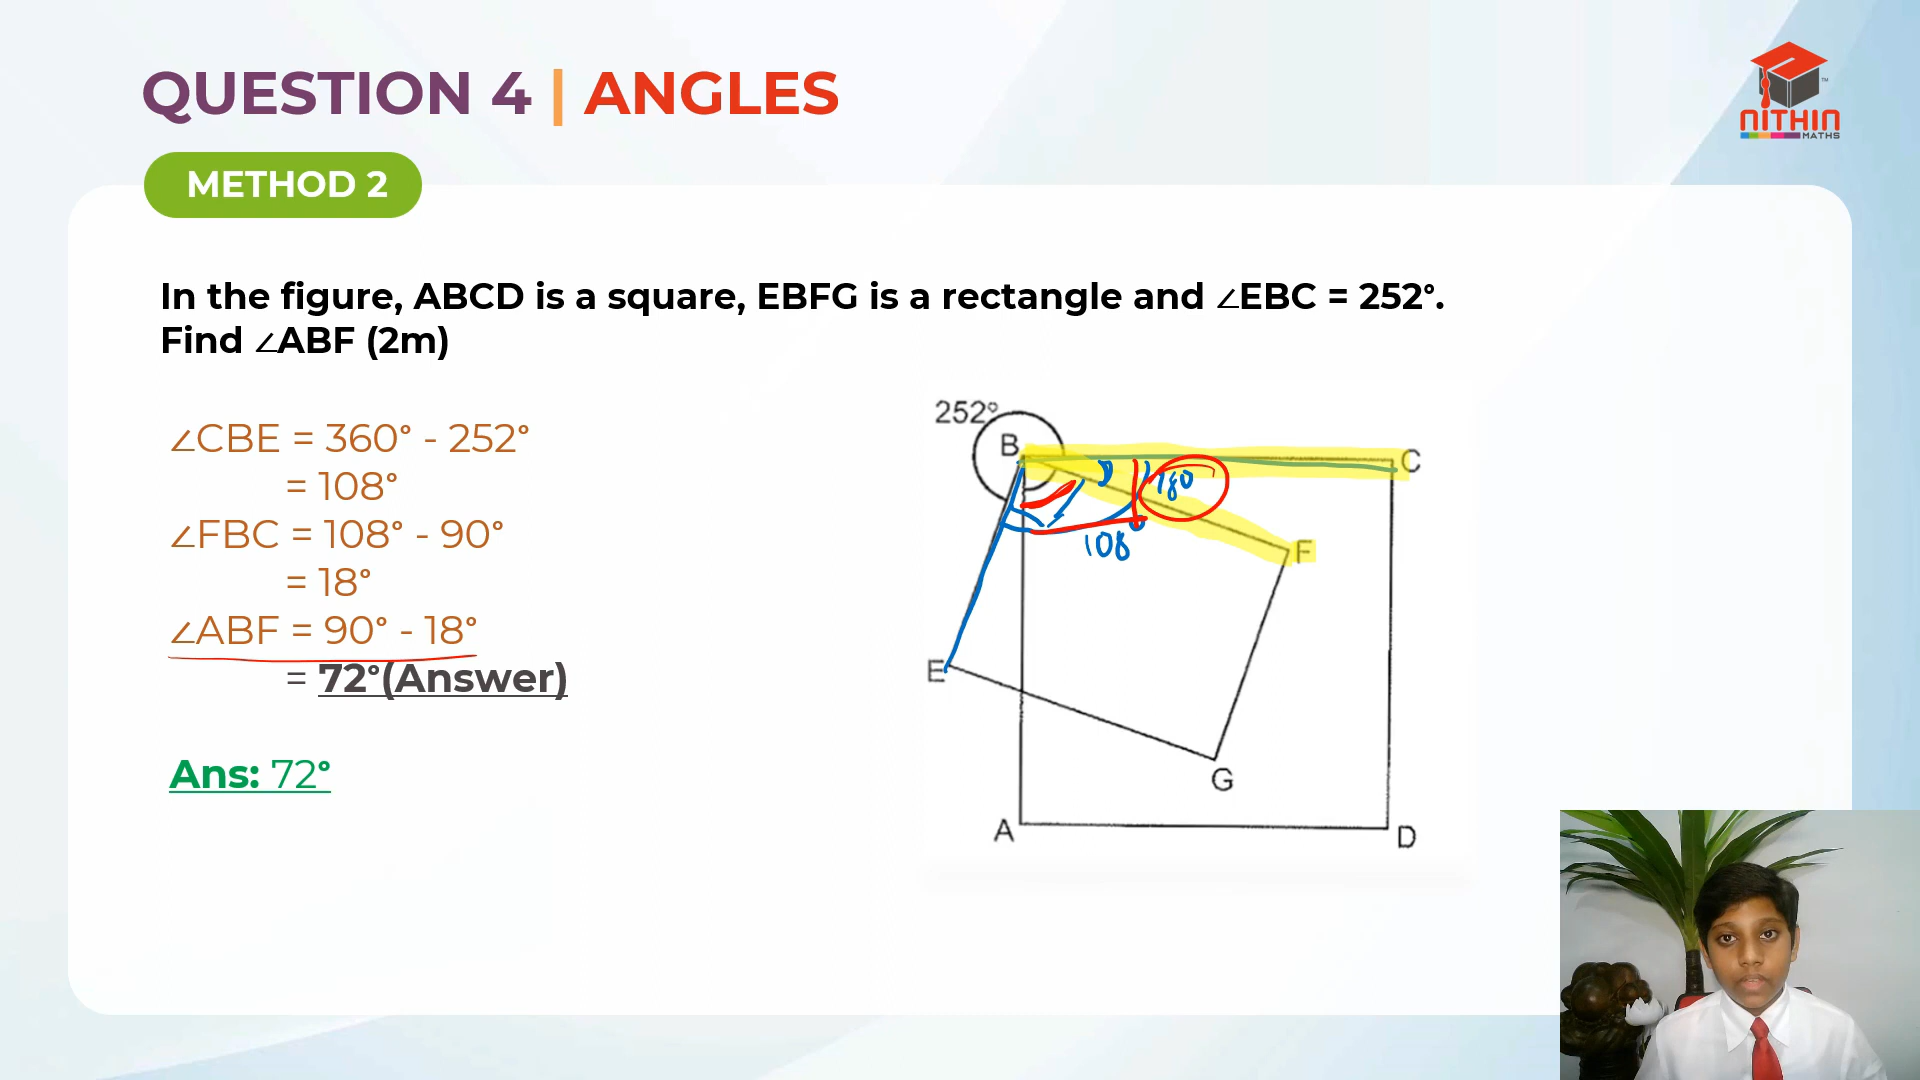 QUESTION 4 | ANGLES
NITHIN
MATHS
TM
METHOD 2
In the figure, ABCD is a square, EBFG is a rectangle and ∠EBC = 252°.
Find ∠ABF (2m)
∠CBE = 360° - 252°
= 108°
∠FBC = 108° - 90°
= 18°
∠ABF = 90° - 18°
= 72°(Answer)
Ans: 72°
252°
B
C
180
108
F
E
G
A
D